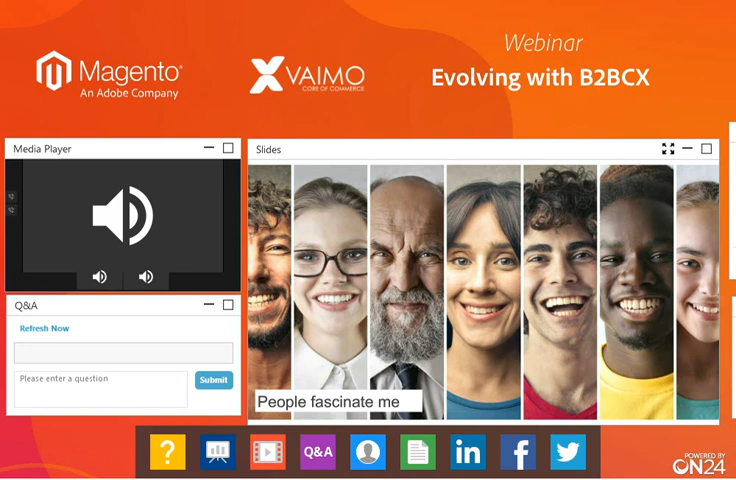 Webinar
Magento®
An Adobe Company
VAIMO
CORE OF COMMERCE
Evolving with B2BCX
Media Player
Slides
Q&A
Refresh Now
Please enter a question
Submit
People fascinate me
?
Q&A
in
f
POWERED BY
ON24